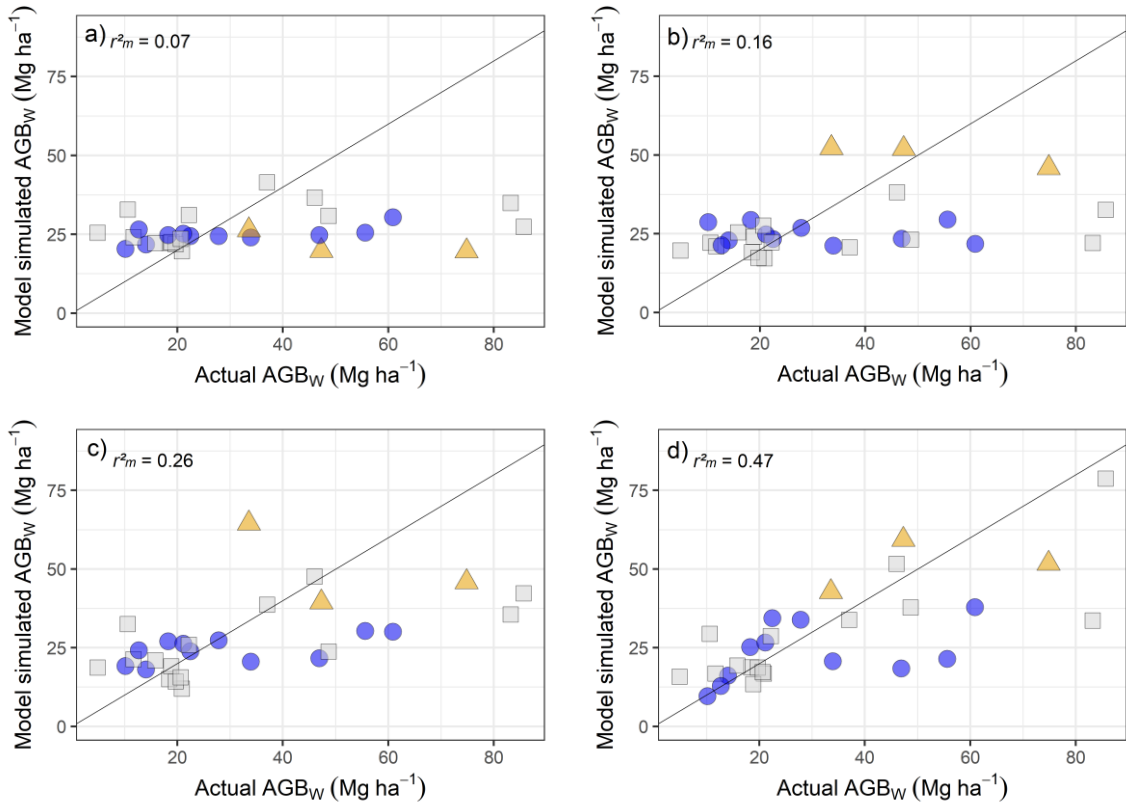 a) r²m = 0.07
Model simulated AGBW (Mg ha−1)
75
50
25
0
20
40
60
80
Actual AGBW (Mg ha−1)
b) r²m = 0.16
Model simulated AGBW (Mg ha−1)
75
50
25
0
20
40
60
80
Actual AGBW (Mg ha−1)
c) r²m = 0.26
Model simulated AGBW (Mg ha−1)
75
50
25
0
20
40
60
80
Actual AGBW (Mg ha−1)
d) r²m = 0.47
Model simulated AGBW (Mg ha−1)
75
50
25
0
20
40
60
80
Actual AGBW (Mg ha−1)